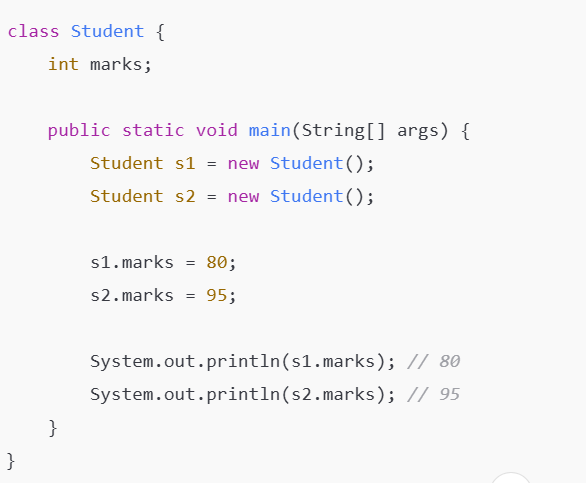 class Student {
    int marks;

    public static void main(String[] args) {
        Student s1 = new Student();
        Student s2 = new Student();

        s1.marks = 80;
        s2.marks = 95;

        System.out.println(s1.marks); // 80
        System.out.println(s2.marks); // 95
    }
}